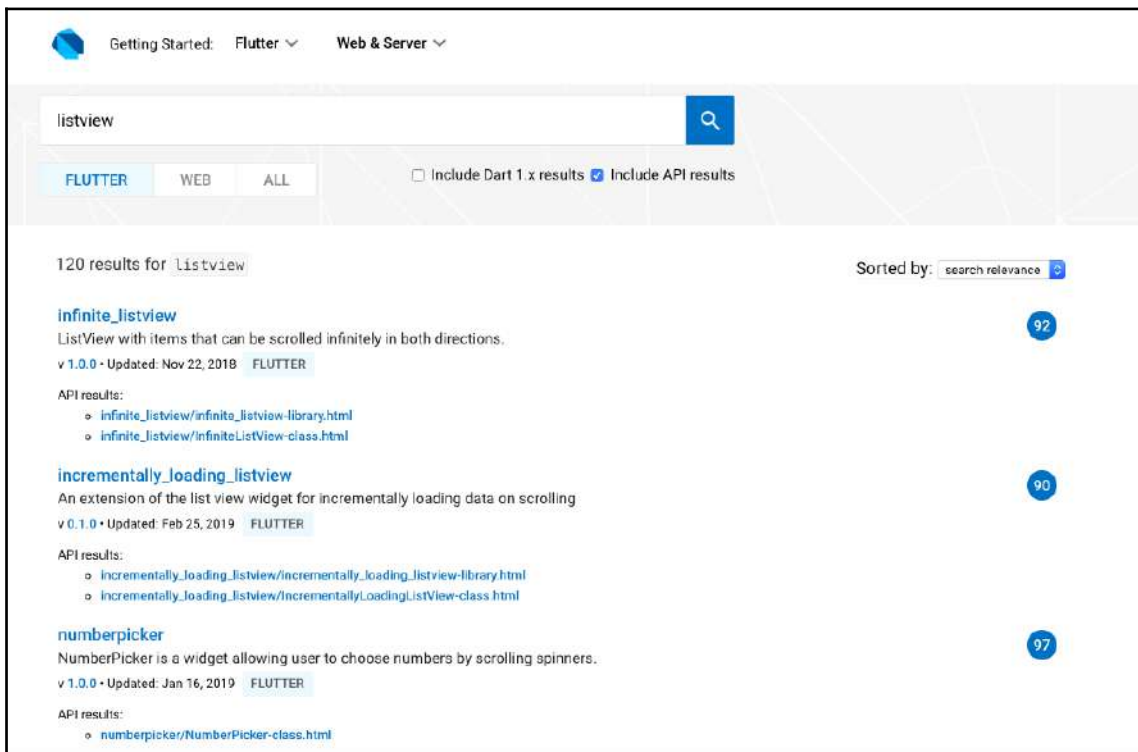 Getting Started: Flutter Web & Server
listview
FLUTTER WEB ALL Include Dart 1.x results Include API results
120 results for listview Sorted by: search relevance
infinite_listview 92
ListView with items that can be scrolled infinitely in both directions.
v 1.0.0 • Updated: Nov 22, 2018 FLUTTER
API results:
infinite_listview/infinite_listview-library.html
infinite_listview/InfiniteListView-class.html
incrementally_loading_listview 90
An extension of the list view widget for incrementally loading data on scrolling
v 0.1.0 • Updated: Feb 25, 2019 FLUTTER
API results:
incrementally_loading_listview/incrementally_loading_listview-library.html
incrementally_loading_listview/IncrementallyLoadingListView-class.html
numberpicker 97
NumberPicker is a widget allowing user to choose numbers by scrolling spinners.
v 1.0.0 • Updated: Jan 16, 2019 FLUTTER
API results:
numberpicker/NumberPicker-class.html